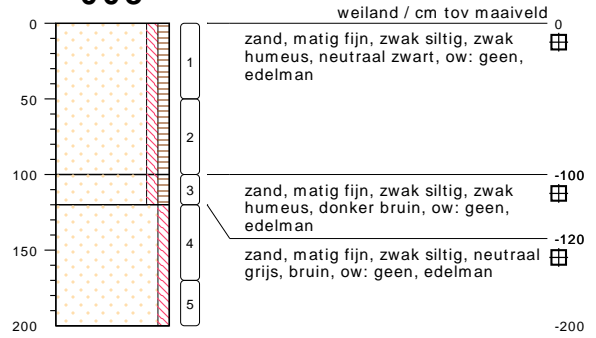 weiland / cm tov maaiveld
0
0
zand, matig fijn, zwak siltig, zwak
humeus, neutraal zwart, ow: geen,
edelman
1
50
2
100
-100
3
zand, matig fijn, zwak siltig, zwak
humeus, donker bruin, ow: geen,
edelman
4
-120
150
zand, matig fijn, zwak siltig, neutraal
grijs, bruin, ow: geen, edelman
5
200
-200